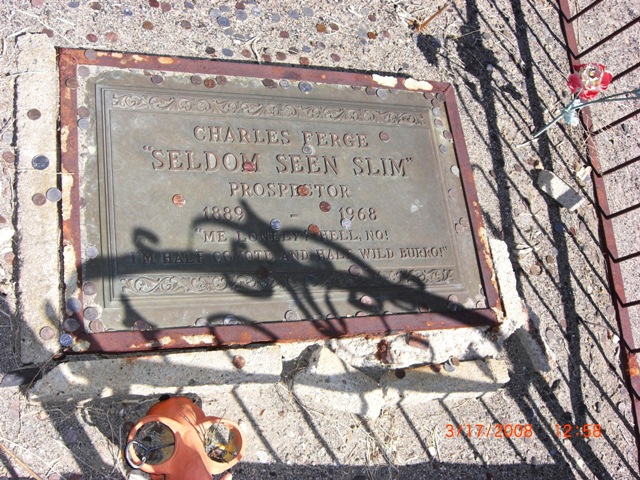 CHARLES FERGE
"SELDOM SEEN SLIM"
PROSPECTOR
1889 - 1968
"ME LONELY? HELL, NO!
I'M HALF COYOTE AND HALF WILD BURRO!"
3/17/2008 12:58